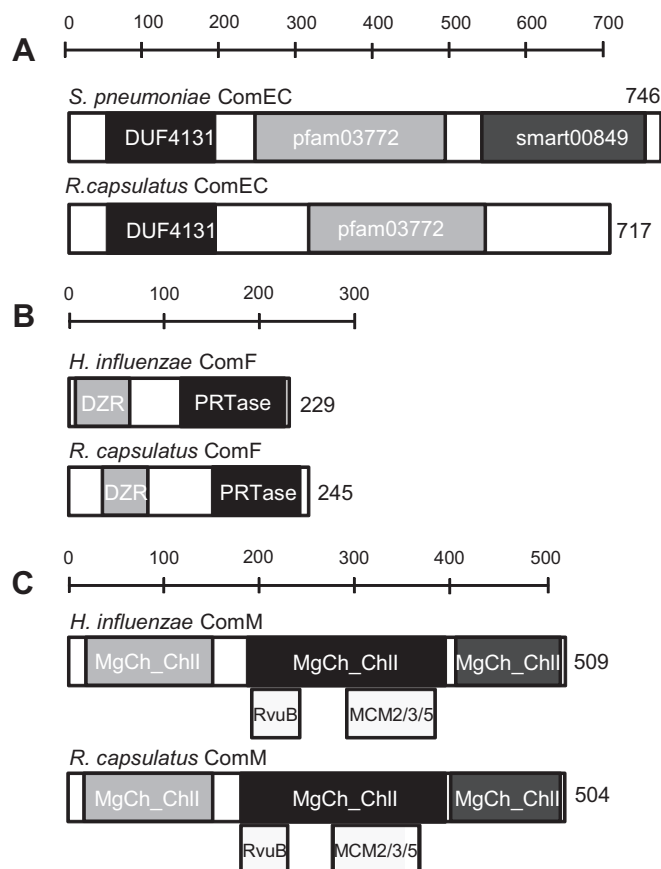 0 100 200 300 400 500 600 700
A
S. pneumoniae ComEC 746
DUF4131 pfam03772 smart00849
R.capsulatus ComEC
DUF4131 pfam03772 717
0 100 200 300
B
H. influenzae ComF
DZR PRTase 229
R. capsulatus ComF
DZR PRTase 245
0 100 200 300 400 500
C
H. influenzae ComM
MgCh_ChlI MgCh_ChlI MgCh_ChlI 509
RvuB MCM2/3/5
R. capsulatus ComM
MgCh_ChlI MgCh_ChlI MgCh_ChlI 504
RvuB MCM2/3/5